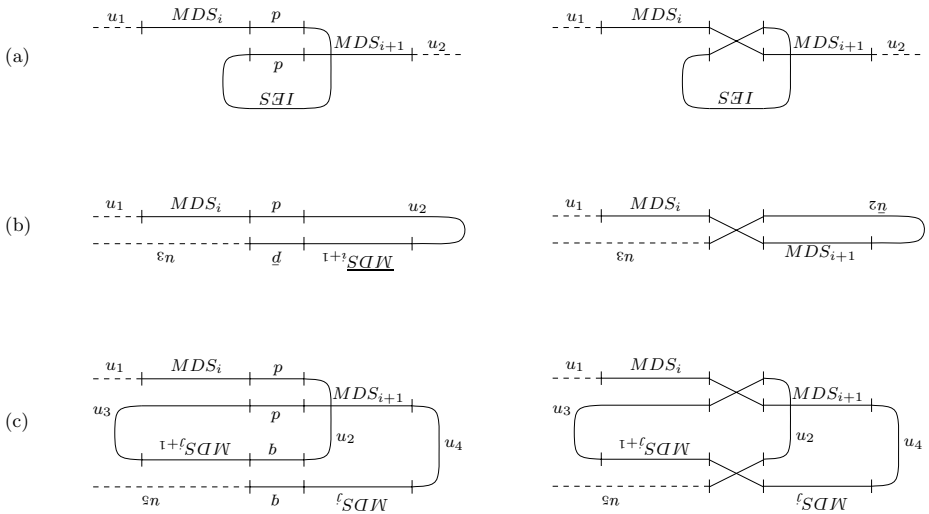 u₁ MDSᵢ p u₁ MDSᵢ
(a) MDSᵢ₊₁ u₂ MDSᵢ₊₁ u₂
p
IES IES
u₁ MDSᵢ p u₂ u₁ MDSᵢ ū₂
(b)
u₃ p̄ M̅D̅S̅ᵢ₊₁ u₃ MDSᵢ₊₁
u₁ MDSᵢ p u₁ MDSᵢ
MDSᵢ₊₁ MDSᵢ₊₁
u₃ p u₃
(c) MDSⱼ₊₁ q u₂ u₄ MDSⱼ₊₁ u₂ u₄
u₅ q MDSⱼ u₅ MDSⱼ